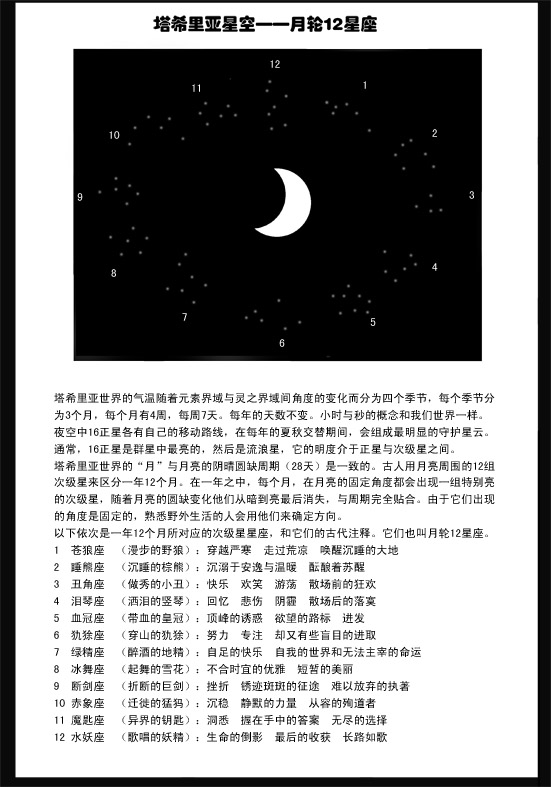 塔希里亚星空——月轮12星座
12
11
1
10
2
9
3
8
4
7
5
6
塔希里亚世界的气温随着元素界域与灵之界域间角度的变化而分为四个季节，每个季节分
为3个月，每个月有4周，每周7天。每年的天数不变。小时与秒的概念和我们世界一样。
夜空中16正星各有自己的移动路线，在每年的夏秋交替期间，会组成最明显的守护星云。
通常，16正星是群星中最亮的，然后是流浪星，它的明度介于正星与次级星之间。
塔希里亚世界的“月”与月亮的阴晴圆缺周期（28天）是一致的。古人用月亮周围的12组
次级星来区分一年12个月。在一年之中，每个月，在月亮的固定角度都会出现一组特别亮
的次级星，随着月亮的圆缺变化他们从暗到亮最后消失，与周期完全贴合。由于它们出现
的角度是固定的，熟悉野外生活的人会用他们来确定方向。
以下依次是一年12个月所对应的次级星星座，和它们的古代注释。它们也叫月轮12星座。
1 苍狼座 （漫步的野狼）：穿越严寒 走过荒凉 唤醒沉睡的大地
2 睡熊座 （沉睡的棕熊）：沉溺于安逸与温暖 酝酿着苏醒
3 丑角座 （做秀的小丑）：快乐 欢笑 游荡 散场前的狂欢
4 泪琴座 （洒泪的竖琴）：回忆 悲伤 阴霾 散场后的落寞
5 血冠座 （带血的皇冠）：顶峰的诱惑 欲望的路标 进发
6 犰狳座 （穿山的犰狳）：努力 专注 却又有些盲目的进取
7 绿精座 （醉酒的地精）：自足的快乐 自我的世界和无法主宰的命运
8 冰舞座 （起舞的雪花）：不合时宜的优雅 短暂的美丽
9 断剑座 （折断的巨剑）：挫折 锈迹斑斑的征途 难以放弃的执著
10 赤象座 （迁徙的猛犸）：沉稳 静默的力量 从容的殉道者
11 魔匙座 （异界的钥匙）：洞悉 握在手中的答案 无尽的选择
12 水妖座 （歌唱的妖精）：生命的倒影 最后的收获 长路如歌